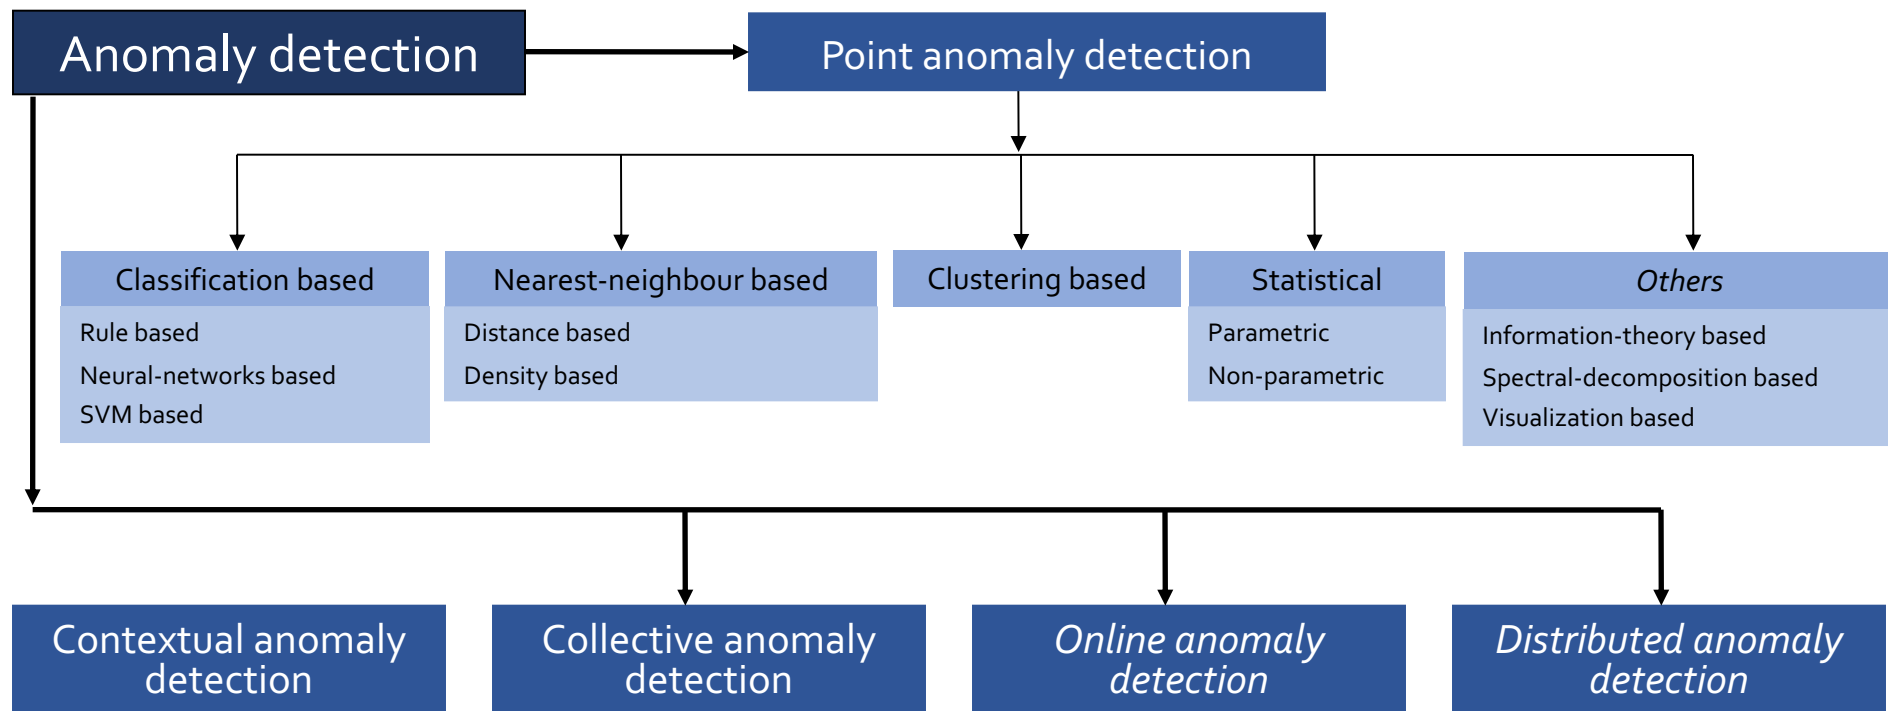 Anomaly detection
Point anomaly detection
Classification based
Rule based
Neural-networks based
SVM based
Nearest-neighbour based
Distance based
Density based
Clustering based
Statistical
Parametric
Non-parametric
Others
Information-theory based
Spectral-decomposition based
Visualization based
Contextual anomaly
detection
Collective anomaly
detection
Online anomaly
detection
Distributed anomaly
detection